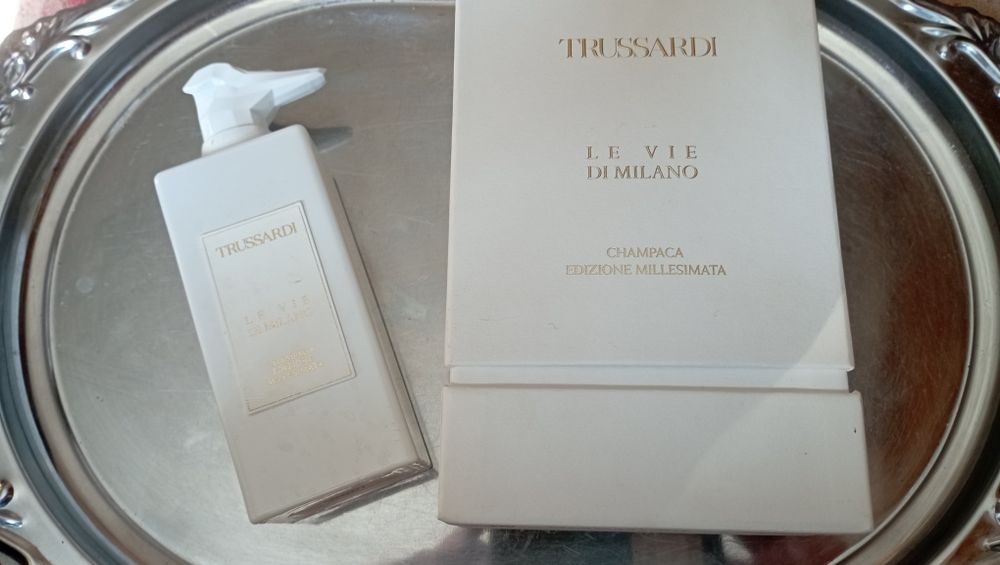 TRUSSARDI
LE VIE
DI MILANO
TRUSSARDI
LE VIE
DI MILANO
CHAMPACA
EDIZIONE MILLESIMATA